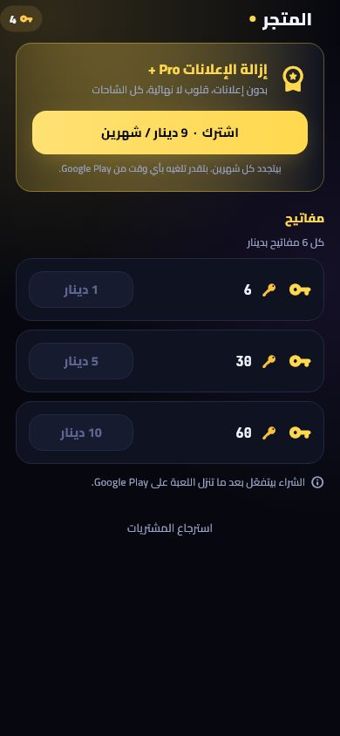 المتجر
4
إزالة الإعلانات Pro +
بدون إعلانات، قلوب لا نهائية، كل الساحات
اشترك · 9 دينار / شهرين
بيتجدد كل شهرين. بتقدر تلغيه بأي وقت من Google Play.
مفاتيح
كل 6 مفاتيح بدينار
6
1 دينار
30
5 دينار
60
10 دينار
الشراء بيتفعّل بعد ما تنزل اللعبة على Google Play.
استرجاع المشتريات